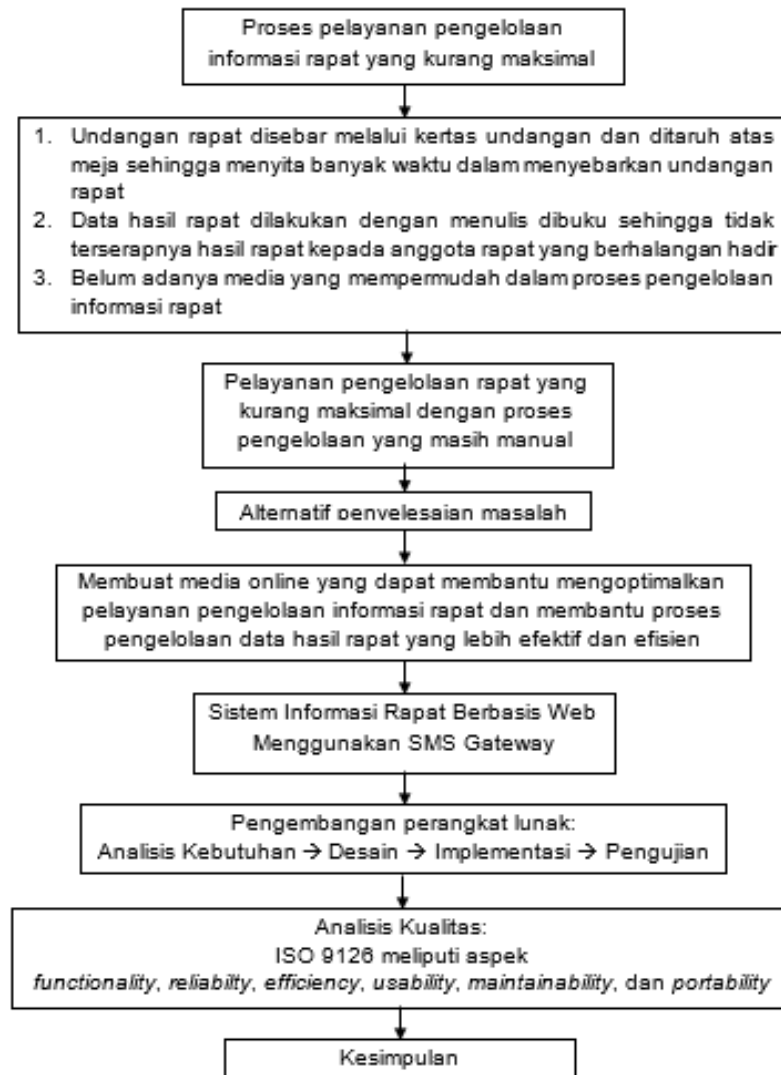 Proses pelayanan pengelolaan
informasi rapat yang kurang maksimal
1. Undangan rapat disebar melalui kertas undangan dan ditaruh atas
meja sehingga menyita banyak waktu dalam menyebarkan undangan
rapat
2. Data hasil rapat dilakukan dengan menulis dibuku sehingga tidak
terserapnya hasil rapat kepada anggota rapat yang berhalangan hadir
3. Belum adanya media yang mempermudah dalam proses pengelolaan
informasi rapat
Pelayanan pengelolaan rapat yang
kurang maksimal dengan proses
pengelolaan yang masih manual
Alternatif penyelesaian masalah
Membuat media online yang dapat membantu mengoptimalkan
pelayanan pengelolaan informasi rapat dan membantu proses
pengelolaan data hasil rapat yang lebih efektif dan efisien
Sistem Informasi Rapat Berbasis Web
Menggunakan SMS Gateway
Pengembangan perangkat lunak:
Analisis Kebutuhan → Desain → Implementasi → Pengujian
Analisis Kualitas:
ISO 9126 meliputi aspek
functionality, reliabilty, efficiency, usability, maintainability, dan portability
Kesimpulan